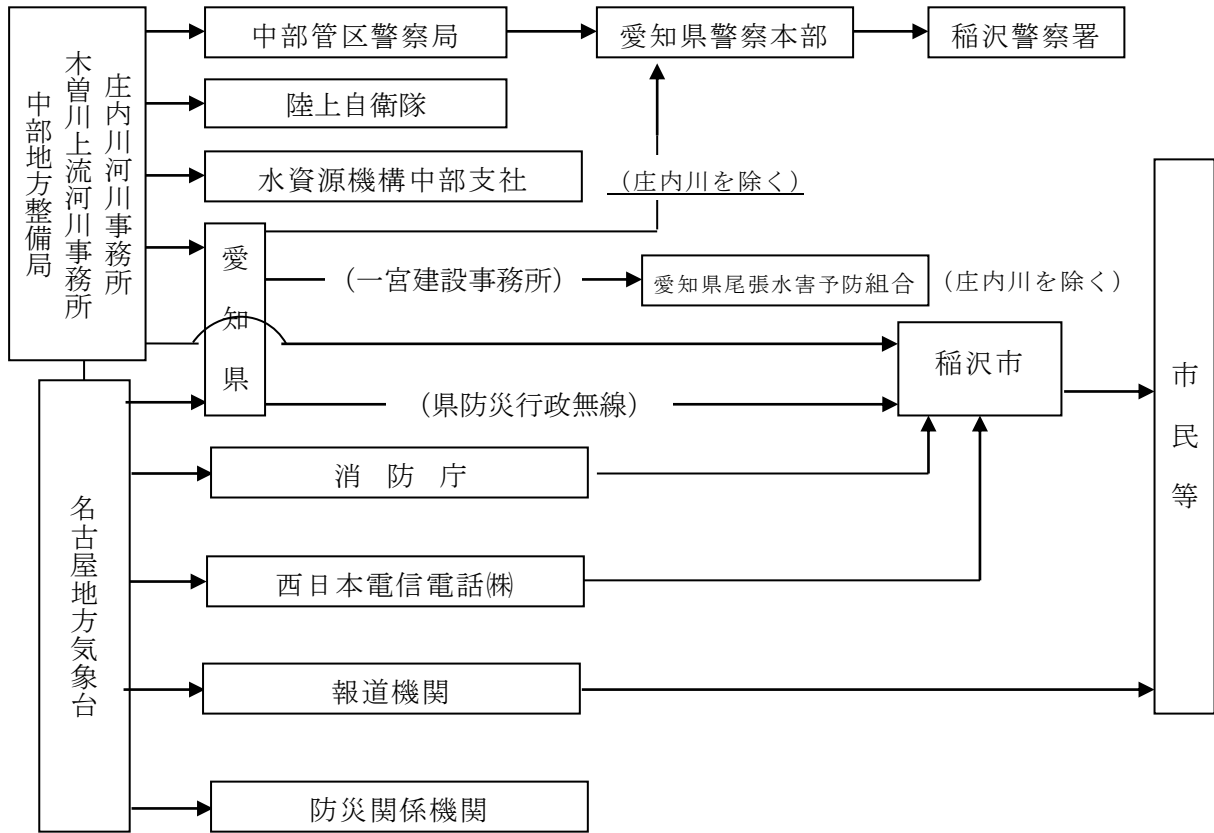 庄内川河川事務所
木曽川上流河川事務所
中部地方整備局
中部管区警察局
愛知県警察本部
稲沢警察署
陸上自衛隊
水資源機構中部支社
(庄内川を除く)
愛知県
(一宮建設事務所)
愛知県尾張水害予防組合
(庄内川を除く)
稲沢市
市民等
(県防災行政無線)
名古屋地方気象台
消 防 庁
西日本電信電話㈱
報道機関
防災関係機関